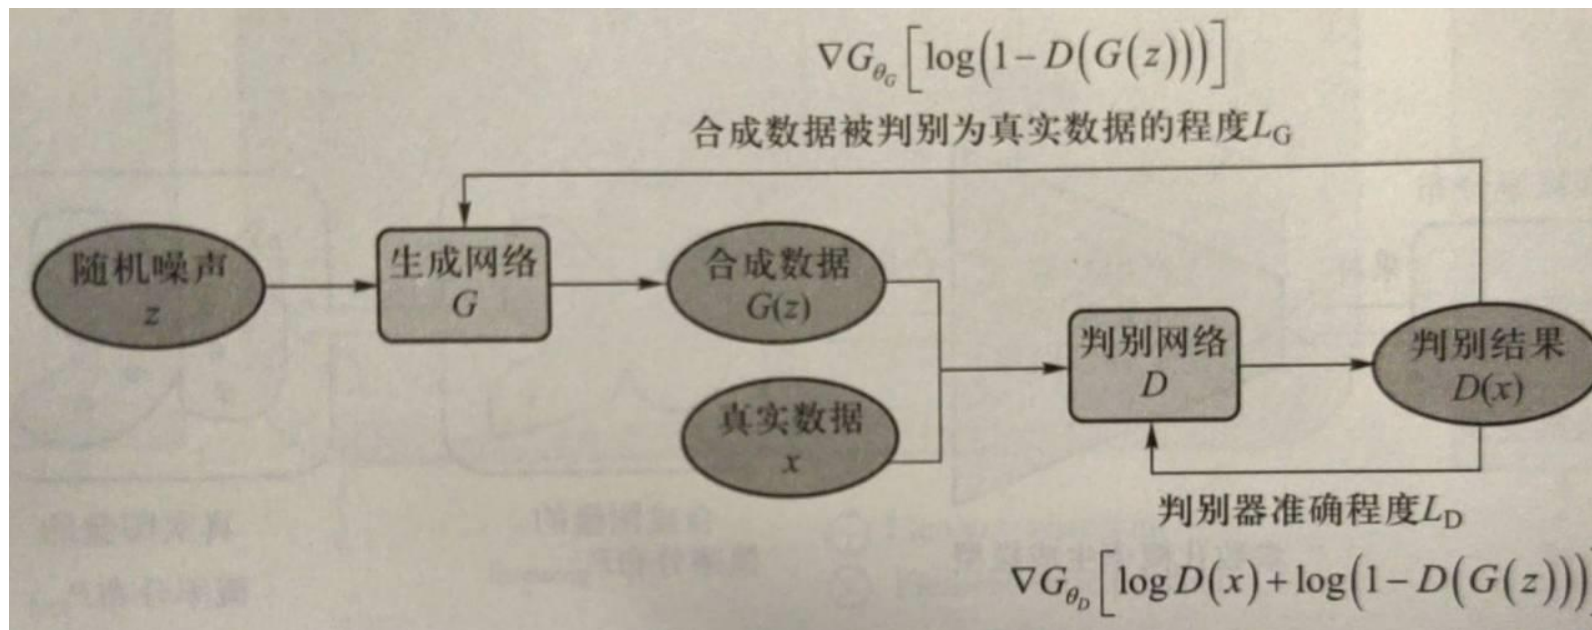 ∇G_{θ_G}[log(1−D(G(z)))]
合成数据被判别为真实数据的程度L_G
随机噪声
z
生成网络
G
合成数据
G(z)
真实数据
x
判别网络
D
判别结果
D(x)
判别器准确程度L_D
∇G_{θ_D}[log D(x)+log(1−D(G(z)))]